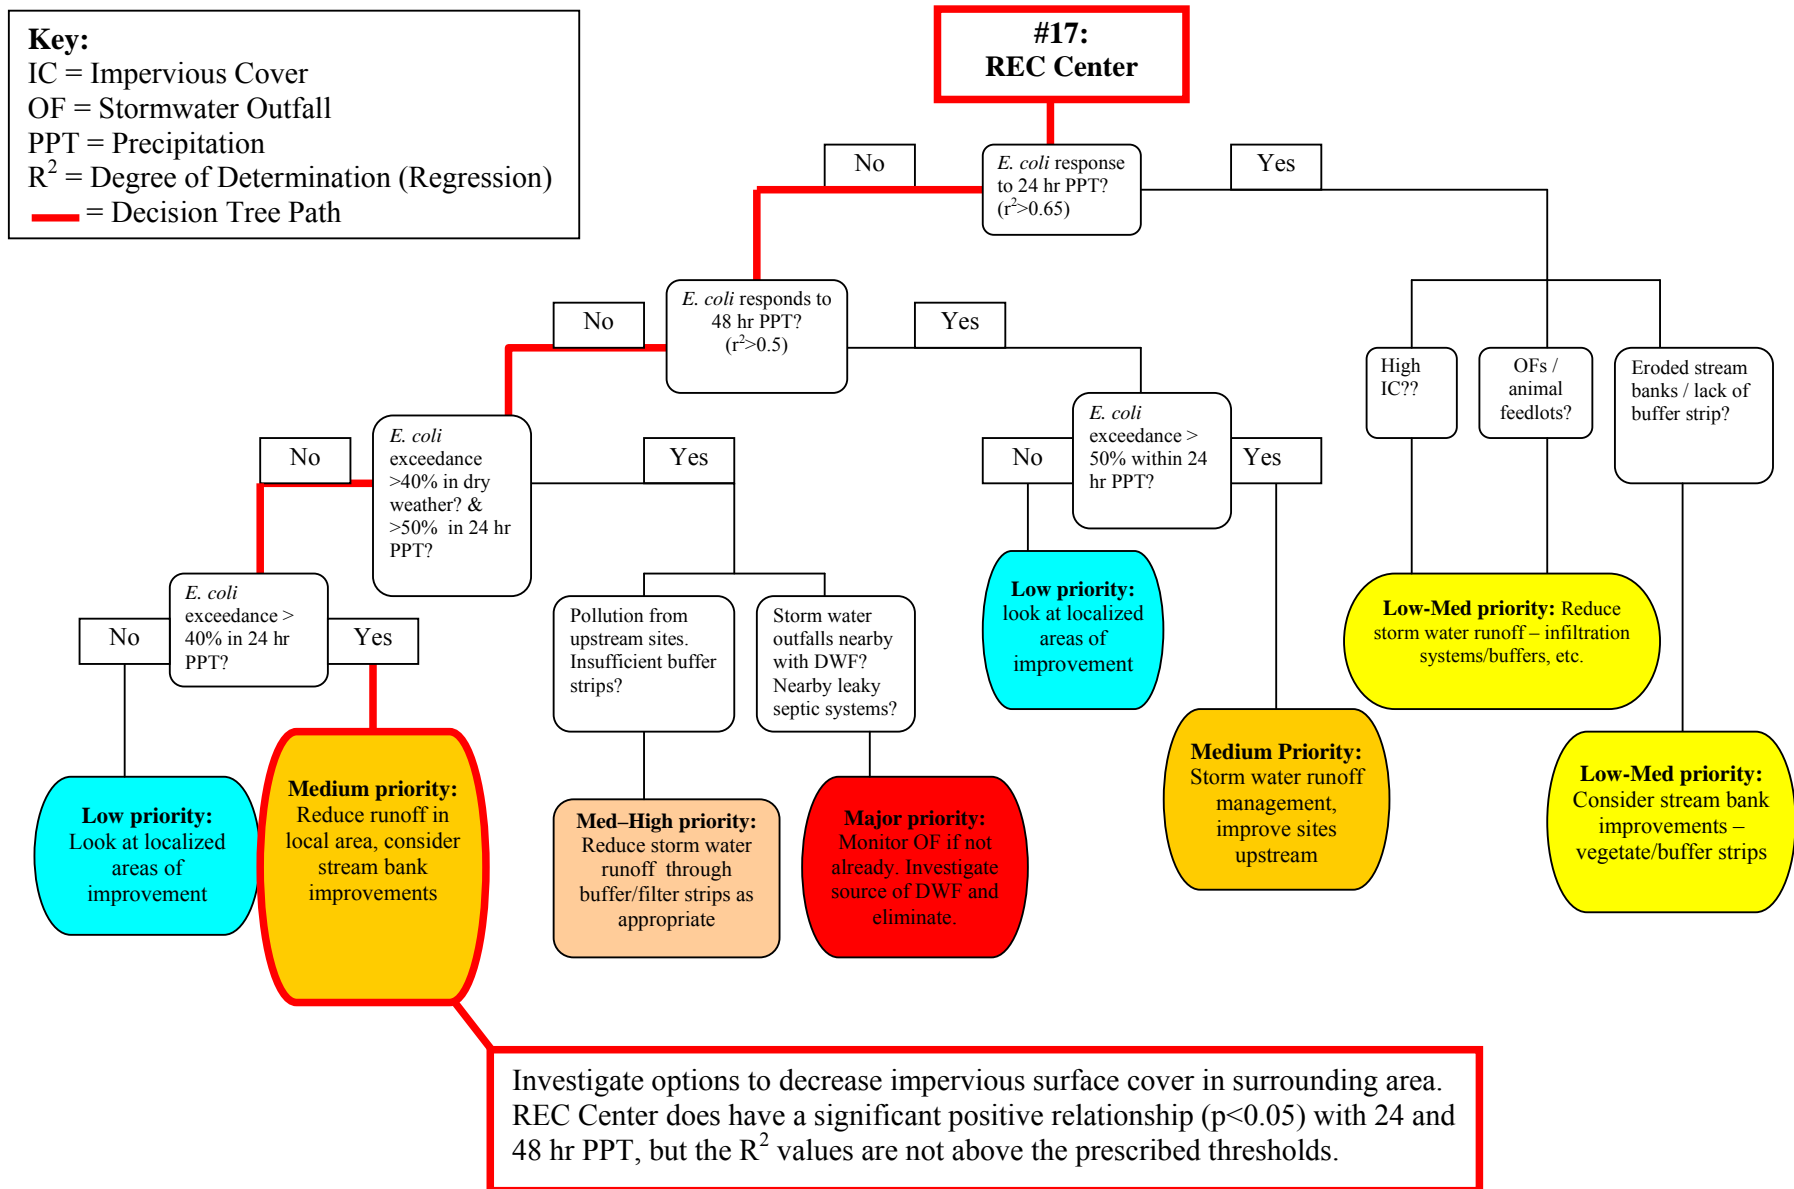 Key:
IC = Impervious Cover
OF = Stormwater Outfall
PPT = Precipitation
R² = Degree of Determination (Regression)
= Decision Tree Path
#17:
REC Center
No
E. coli response
to 24 hr PPT?
(r²>0.65)
Yes
No
E. coli responds to
48 hr PPT?
(r²>0.5)
Yes
High
IC??
OFs /
animal
feedlots?
Eroded stream
banks / lack of
buffer strip?
No
E. coli
exceedance
>40% in dry
weather? &
>50% in 24 hr
PPT?
Yes
No
E. coli
exceedance >
50% within 24
hr PPT?
Yes
No
E. coli
exceedance >
40% in 24 hr
PPT?
Yes
Pollution from
upstream sites.
Insufficient buffer
strips?
Storm water
outfalls nearby
with DWF?
Nearby leaky
septic systems?
Low priority:
look at localized
areas of
improvement
Low-Med priority: Reduce
storm water runoff – infiltration
systems/buffers, etc.
Low priority:
Look at localized
areas of
improvement
Medium priority:
Reduce runoff in
local area, consider
stream bank
improvements
Med–High priority:
Reduce storm water
runoff through
buffer/filter strips as
appropriate
Major priority:
Monitor OF if not
already. Investigate
source of DWF and
eliminate.
Medium Priority:
Storm water runoff
management,
improve sites
upstream
Low-Med priority:
Consider stream bank
improvements –
vegetate/buffer strips
Investigate options to decrease impervious surface cover in surrounding area.
REC Center does have a significant positive relationship (p<0.05) with 24 and
48 hr PPT, but the R² values are not above the prescribed thresholds.